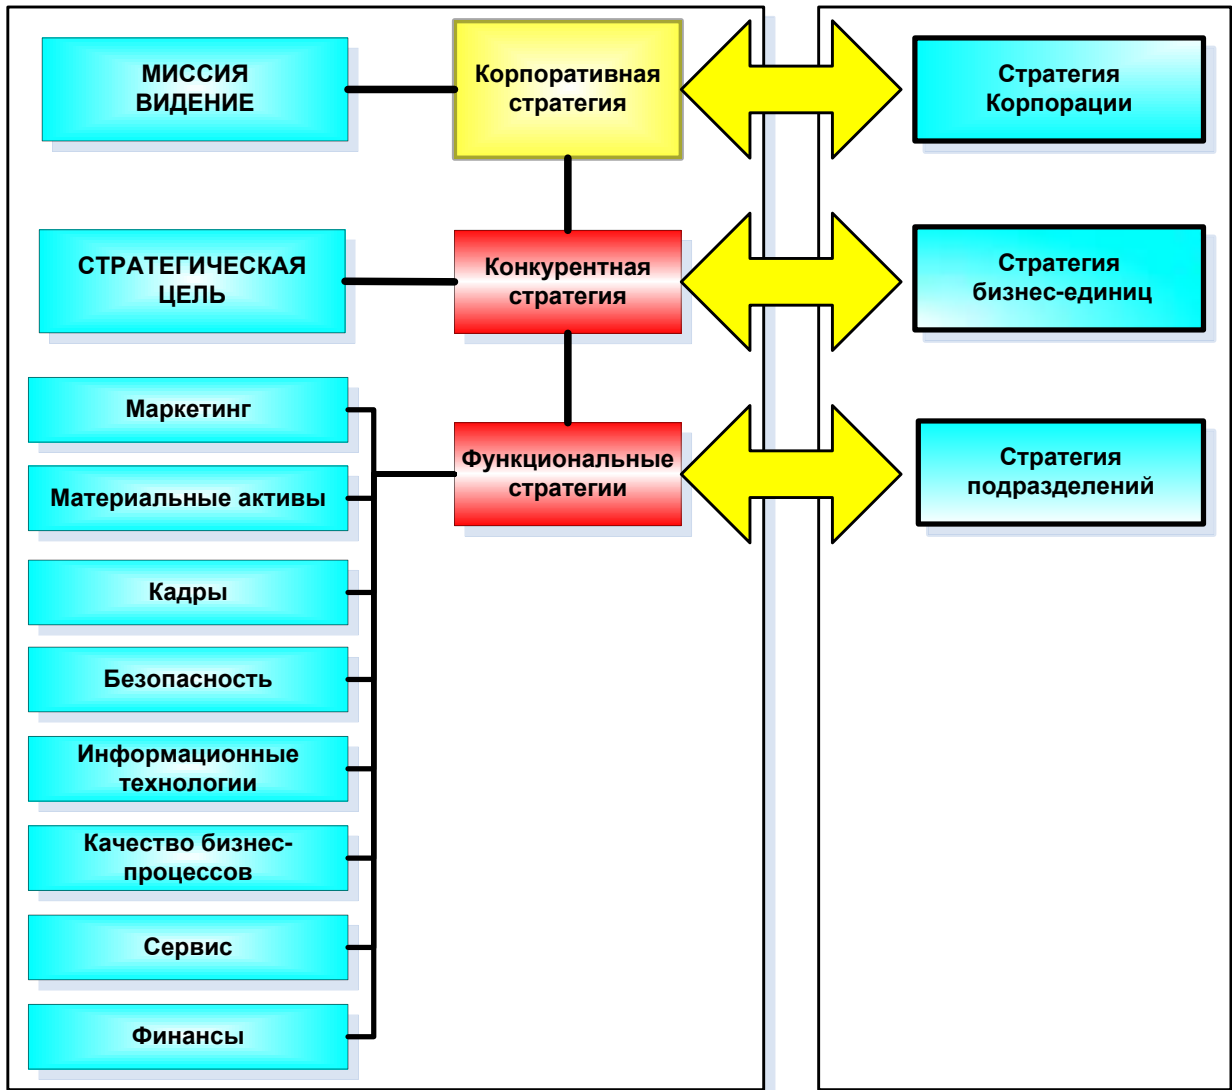 МИССИЯ
ВИДЕНИЕ
Корпоративная
стратегия
Стратегия
Корпорации
СТРАТЕГИЧЕСКАЯ
ЦЕЛЬ
Конкурентная
стратегия
Стратегия
бизнес-единиц
Маркетинг
Функциональные
стратегии
Стратегия
подразделений
Материальные активы
Кадры
Безопасность
Информационные
технологии
Качество бизнес-
процессов
Сервис
Финансы